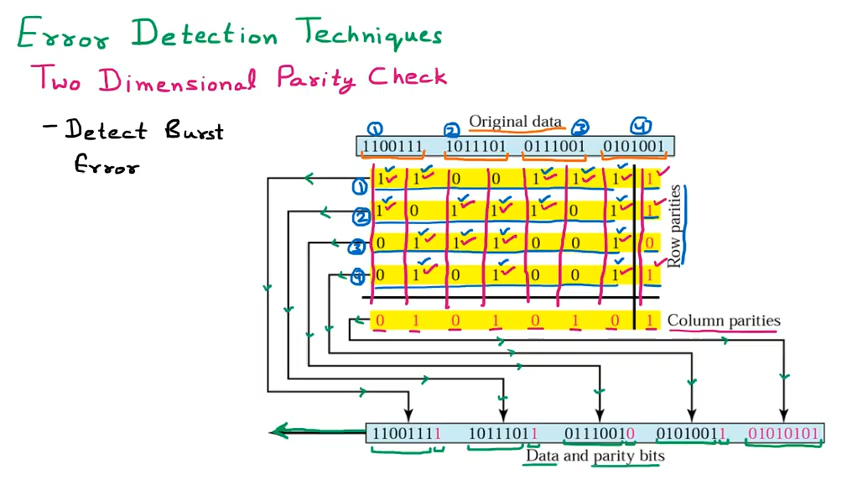 Error Detection Techniques
Two Dimensional Parity Check
- Detect Burst
Error
Original data
1 2 3 4
1100111 1011101 0111001 0101001
1 1 1 0 0 1 1 1 1
2 1 0 1 1 1 0 1 1
3 0 1 1 1 0 0 1 0
4 0 1 0 1 0 0 1 1
Row parities
0 1 0 1 0 1 0 1 Column parities
11001111 10111011 01110010 01010011 01010101
Data and parity bits